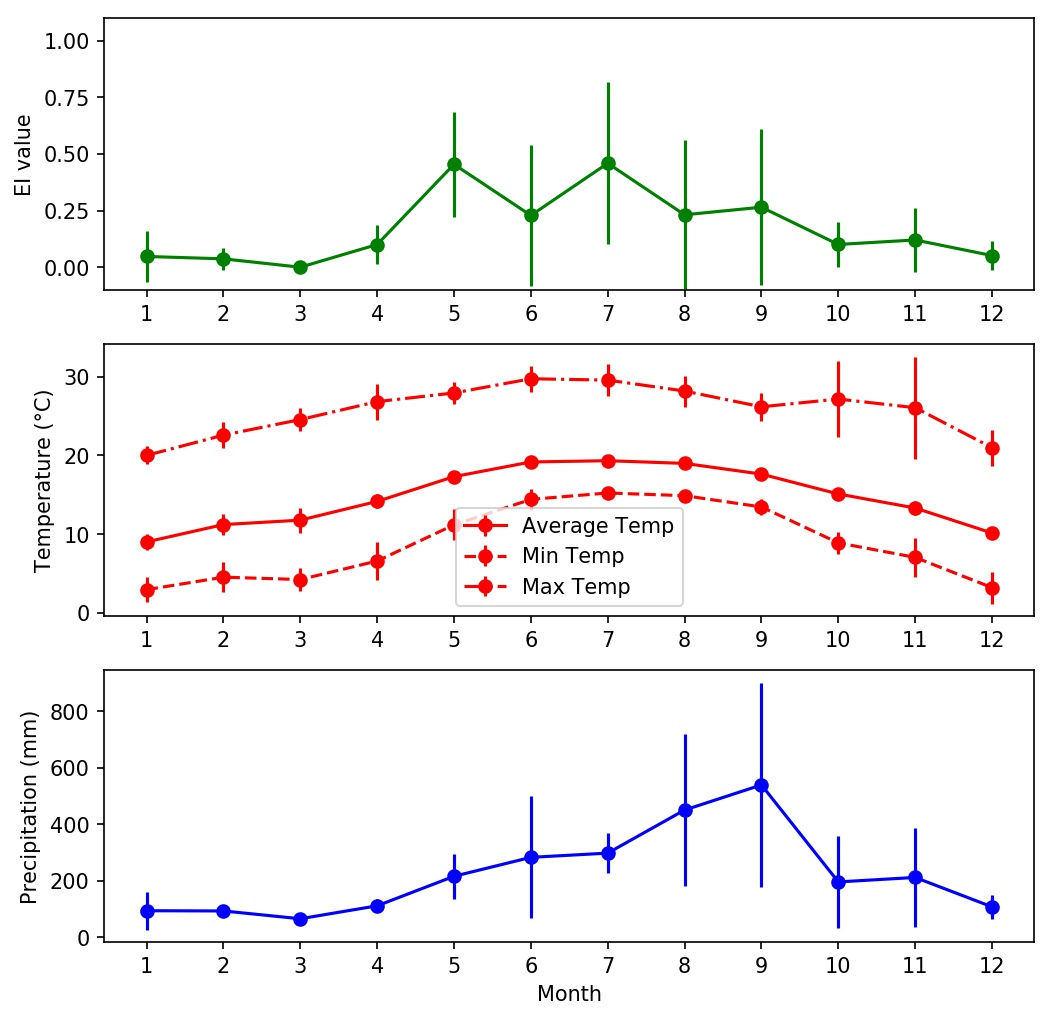 EI value
1.00
0.75
0.50
0.25
0.00
1 2 3 4 5 6 7 8 9 10 11 12
Temperature (°C)
30
20
10
0
Average Temp
Min Temp
Max Temp
1 2 3 4 5 6 7 8 9 10 11 12
Precipitation (mm)
800
600
400
200
0
1 2 3 4 5 6 7 8 9 10 11 12
Month